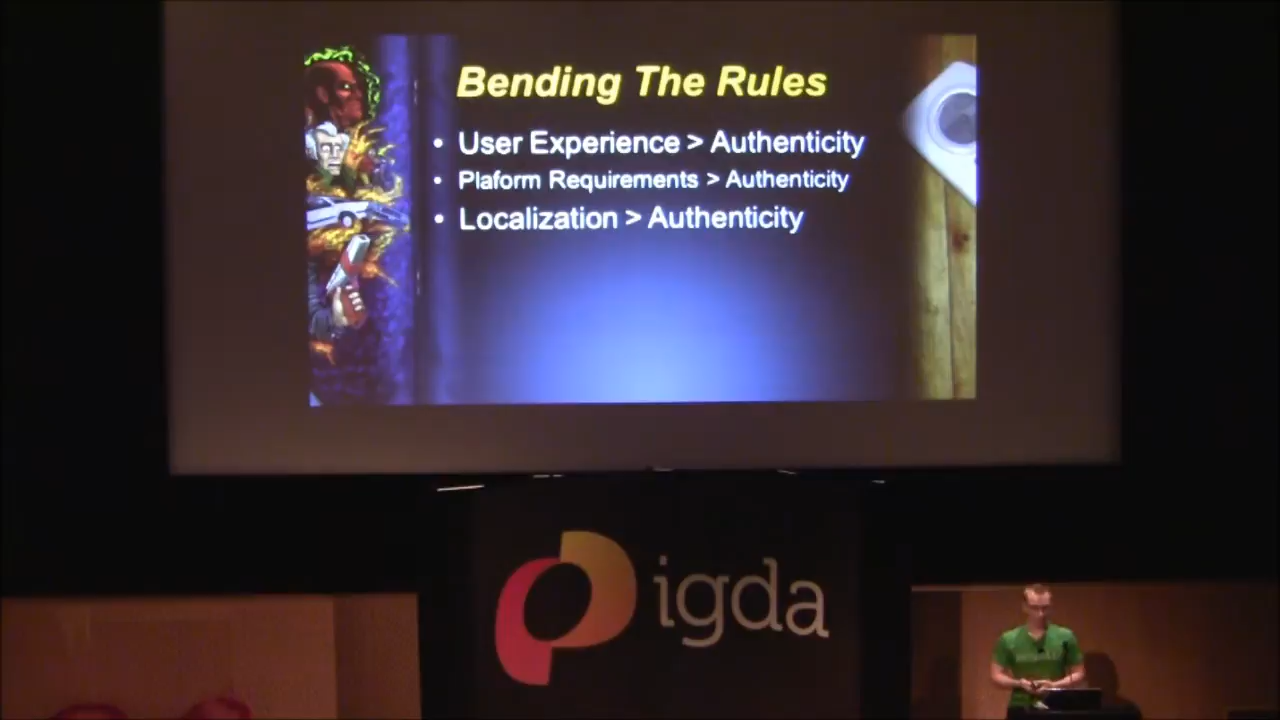 Bending The Rules
• User Experience > Authenticity
• Plaform Requirements > Authenticity
• Localization > Authenticity
igda